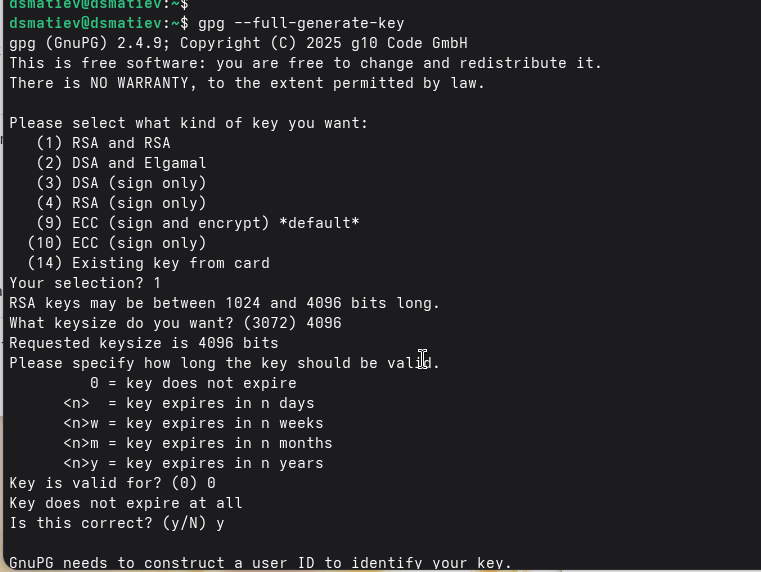 dsmatiev@dsmatiev:~$
dsmatiev@dsmatiev:~$ gpg --full-generate-key
gpg (GnuPG) 2.4.9; Copyright (C) 2025 g10 Code GmbH
This is free software: you are free to change and redistribute it.
There is NO WARRANTY, to the extent permitted by law.

Please select what kind of key you want:
   (1) RSA and RSA
   (2) DSA and Elgamal
   (3) DSA (sign only)
   (4) RSA (sign only)
   (9) ECC (sign and encrypt) *default*
  (10) ECC (sign only)
  (14) Existing key from card
Your selection? 1
RSA keys may be between 1024 and 4096 bits long.
What keysize do you want? (3072) 4096
Requested keysize is 4096 bits
Please specify how long the key should be valid.
         0 = key does not expire
      <n>  = key expires in n days
      <n>w = key expires in n weeks
      <n>m = key expires in n months
      <n>y = key expires in n years
Key is valid for? (0) 0
Key does not expire at all
Is this correct? (y/N) y

GnuPG needs to construct a user ID to identify your key.